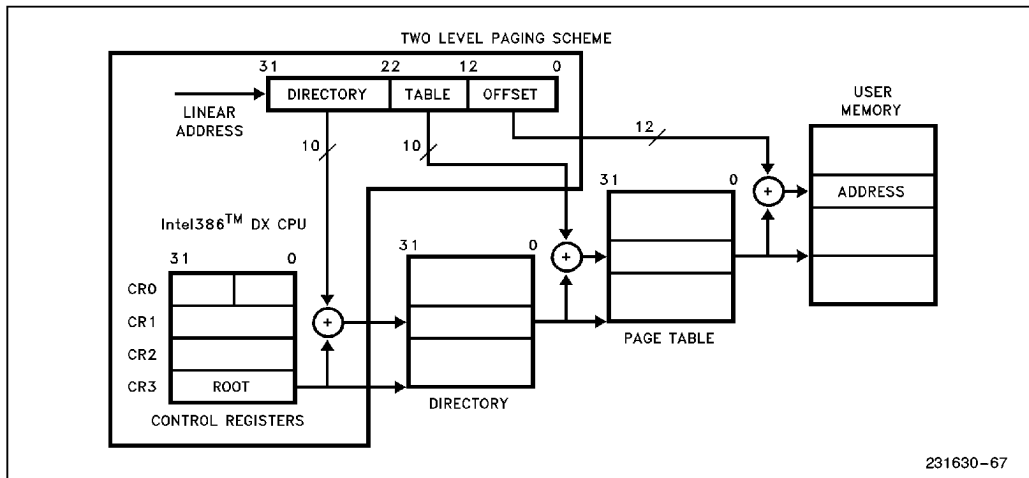 TWO LEVEL PAGING SCHEME
31 22 12 0
DIRECTORY TABLE OFFSET
LINEAR
ADDRESS
USER
MEMORY
10 10 12
31 0
ADDRESS
Intel386™ DX CPU
31 0
31 0
CR0
CR1
CR2
CR3 ROOT
PAGE TABLE
DIRECTORY
CONTROL REGISTERS
+
+
+
231630-67